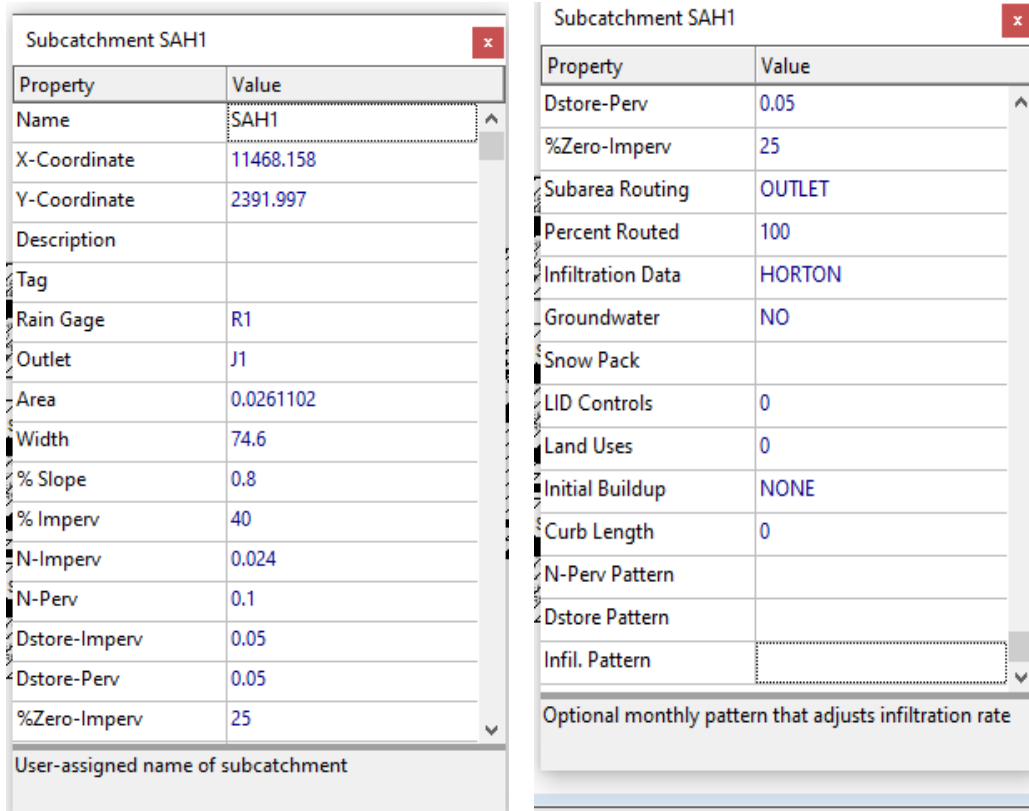 Subcatchment SAH1
x
Property Value
Name SAH1
X-Coordinate 11468.158
Y-Coordinate 2391.997
Description
Tag
Rain Gage R1
Outlet J1
Area 0.0261102
Width 74.6
% Slope 0.8
% Imperv 40
N-Imperv 0.024
N-Perv 0.1
Dstore-Imperv 0.05
Dstore-Perv 0.05
%Zero-Imperv 25
User-assigned name of subcatchment
Subcatchment SAH1
x
Property Value
Dstore-Perv 0.05
%Zero-Imperv 25
Subarea Routing OUTLET
Percent Routed 100
Infiltration Data HORTON
Groundwater NO
Snow Pack
LID Controls 0
Land Uses 0
Initial Buildup NONE
Curb Length 0
N-Perv Pattern
Dstore Pattern
Infil. Pattern
Optional monthly pattern that adjusts infiltration rate